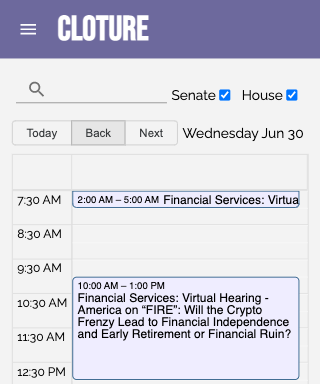 CLOTURE
Senate House
Today Back Next Wednesday Jun 30
7:30 AM
2:00 AM – 5:00 AM Financial Services: Virtua
8:30 AM
9:30 AM
10:00 AM – 1:00 PM
Financial Services: Virtual Hearing -
America on “FIRE”: Will the Crypto
Frenzy Lead to Financial Independence
and Early Retirement or Financial Ruin?
10:30 AM
11:30 AM
12:30 PM